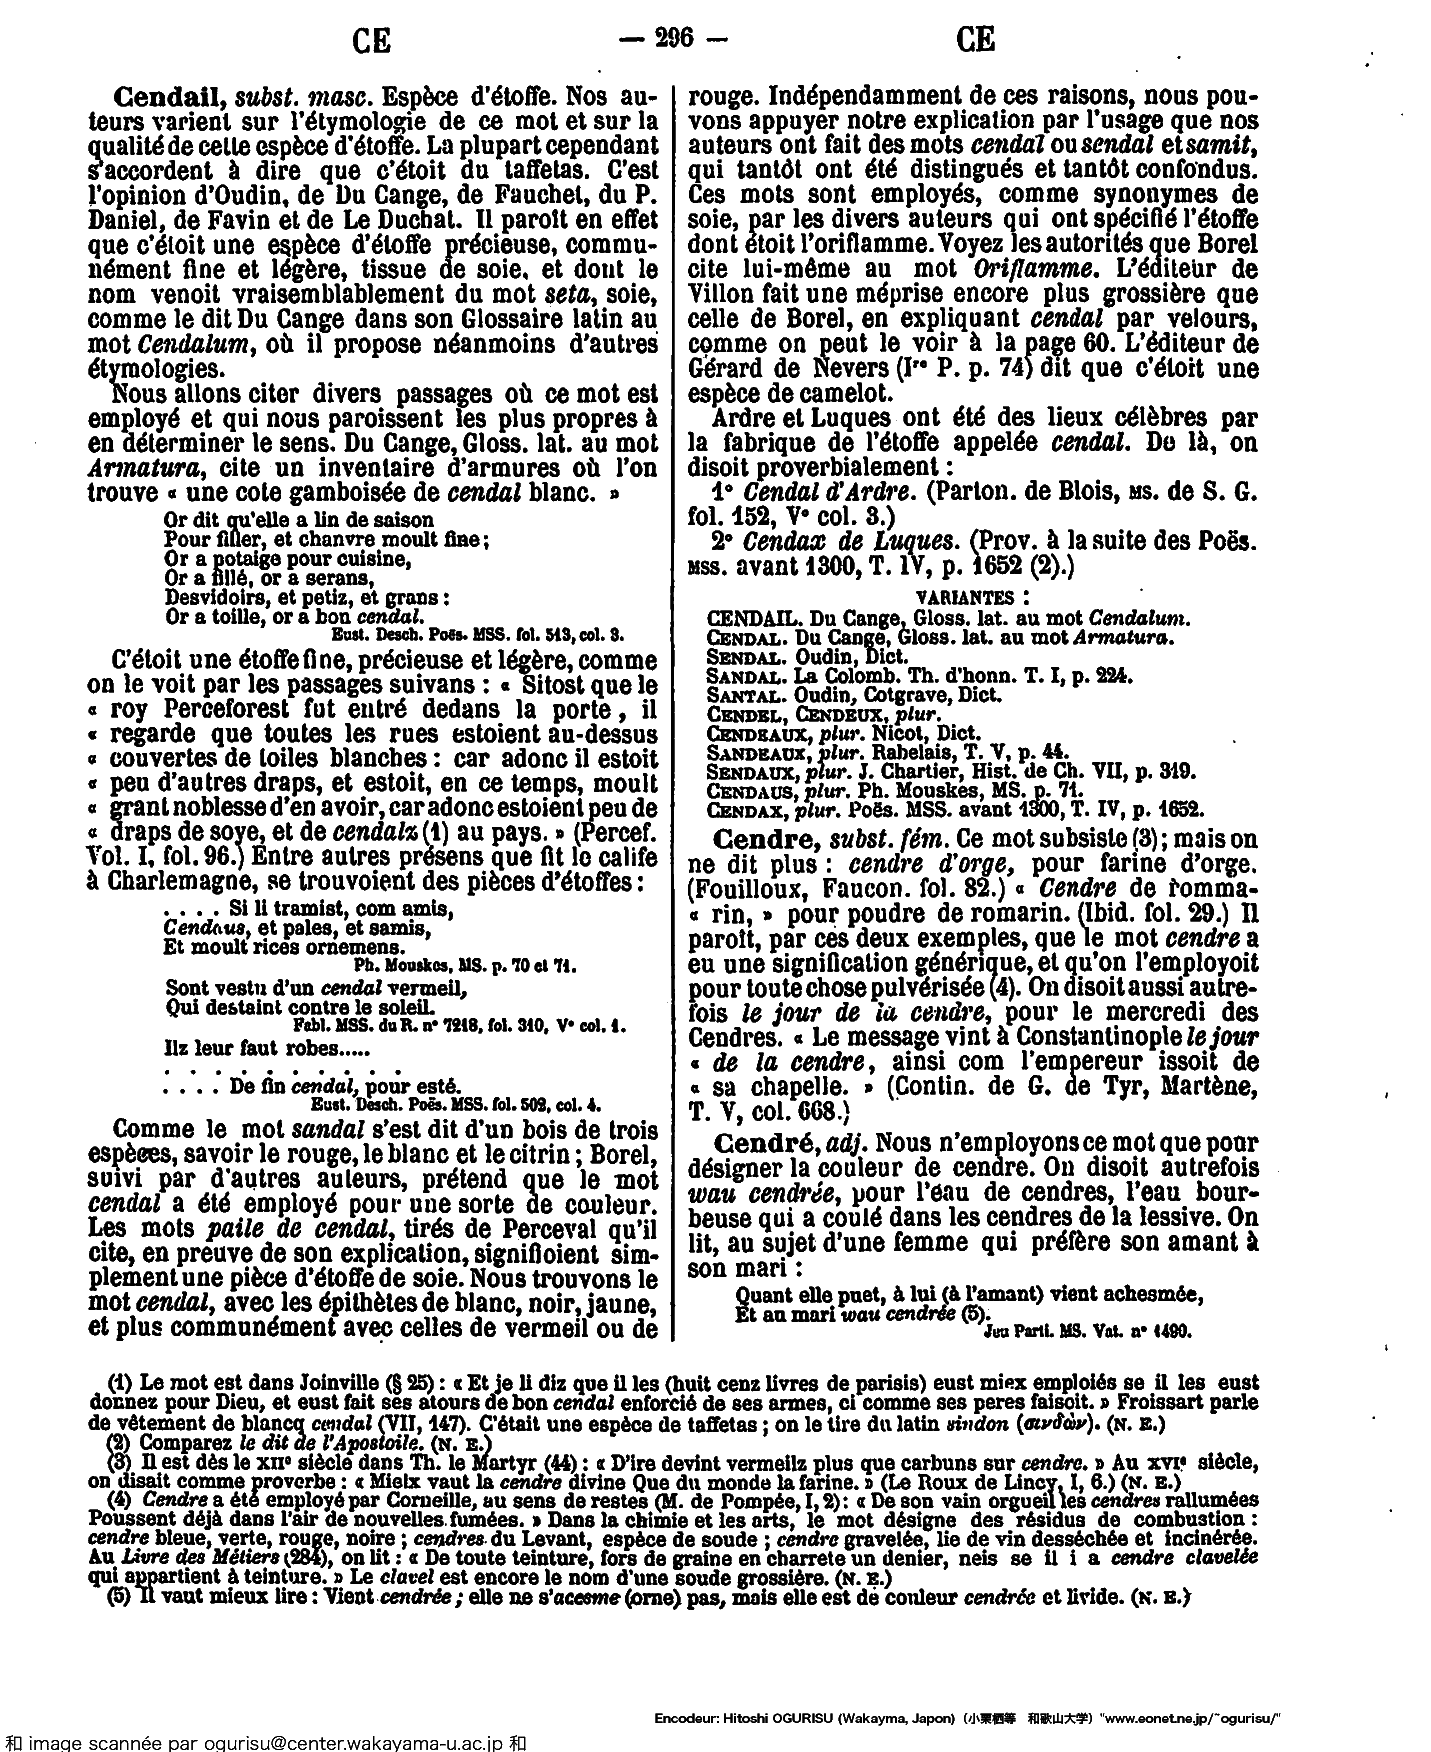 CE
— 296 —
CE
Cendail, subst. masc. Espèce d'étoffe. Nos au-
teurs varient sur l'étymologie de ce mot et sur la
qualité de cette espèce d'étoffe. La plupart cependant
s'accordent à dire que c'étoit du taffetas. C'est
l'opinion d'Oudin, de Du Cange, de Fauchet, du P.
Daniel, de Favin et de Le Duchat. Il paroît en effet
que c'étoit une espèce d'étoffe précieuse, commu-
nément fine et légère, tissue de soie, et dont le
nom venoit vraisemblablement du mot seta, soie,
comme le dit Du Cange dans son Glossaire latin au
mot Cendalum, où il propose néanmoins d'autres
étymologies.
Nous allons citer divers passages où ce mot est
employé et qui nous paroissent les plus propres à
en déterminer le sens. Du Cange, Gloss. lat. au mot
Armatura, cite un inventaire d'armures où l'on
trouve « une cote gamboisée de cendal blanc. »
Or dit qu'elle a lin de saison
Pour filler, et chanvre moult fine ;
Or a potaige pour cuisine,
Or a fillé, or a serans,
Desvidoirs, et petiz, et grans :
Or a toille, or a bon cendal.
Eust. Desch. Poës. MSS. fol. 513, col. 3.
C'étoit une étoffe fine, précieuse et légère, comme
on le voit par les passages suivans : « Sitost que le
« roy Perceforest fut entré dedans la porte, il
« regarde que toutes les rues estoient au-dessus
« couvertes de toiles blanches : car adonc il estoit
« peu d'autres draps, et estoit, en ce temps, moult
« grant noblesse d'en avoir, car adonc estoient peu de
« draps de soye, et de cendalz (1) au pays. » (Percef.
Vol. I, fol. 96.) Entre autres présens que fit le calife
à Charlemagne, se trouvoient des pièces d'étoffes :
. . . . Si li tramist, com amis,
Cendaus, et pales, et samis,
Et moult rices ornemens.
Ph. Mouskes, MS. p. 70 et 71.
Sont vestu d'un cendal vermeil,
Qui destaint contre le soleil.
Fabl. MSS. du R. n° 7218, fol. 310, V° col. 1.
Ilz leur faut robes.....
. . . . . . . . . .
. . . . De fin cendal, pour esté.
Eust. Desch. Poës. MSS. fol. 502, col. 4.
Comme le mot sandal s'est dit d'un bois de trois
espèces, savoir le rouge, le blanc et le citrin ; Borel,
suivi par d'autres auteurs, prétend que le mot
cendal a été employé pour une sorte de couleur.
Les mots paile de cendal, tirés de Perceval qu'il
cite, en preuve de son explication, signifioient sim-
plement une pièce d'étoffe de soie. Nous trouvons le
mot cendal, avec les épithètes de blanc, noir, jaune,
et plus communément avec celles de vermeil ou de
rouge. Indépendamment de ces raisons, nous pou-
vons appuyer notre explication par l'usage que nos
auteurs ont fait des mots cendal ou sendal et samit,
qui tantôt ont été distingués et tantôt confondus.
Ces mots sont employés, comme synonymes de
soie, par les divers auteurs qui ont spécifié l'étoffe
dont étoit l'oriflamme. Voyez les autorités que Borel
cite lui-même au mot Oriflamme. L'éditeur de
Villon fait une méprise encore plus grossière que
celle de Borel, en expliquant cendal par velours,
comme on peut le voir à la page 60. L'éditeur de
Gérard de Nevers (Ire P. p. 74) dit que c'étoit une
espèce de camelot.
Ardre et Luques ont été des lieux célèbres par
la fabrique de l'étoffe appelée cendal. De là, on
disoit proverbialement :
1° Cendal d'Ardre. (Parton. de Blois, MS. de S. G.
fol. 152, V° col. 3.)
2° Cendax de Luques. (Prov. à la suite des Poës.
MSS. avant 1300, T. IV, p. 1652 (2).)
VARIANTES :
CENDAIL. Du Cange, Gloss. lat. au mot Cendalum.
CENDAL. Du Cange, Gloss. lat. au mot Armatura.
SENDAL. Oudin, Dict.
SANDAL. La Colomb. Th. d'honn. T. I, p. 224.
SANTAL. Oudin, Cotgrave, Dict.
CENDEL, CENDEUX, plur.
CENDEAUX, plur. Nicot, Dict.
SANDEAUX, plur. Rabelais, T. V, p. 44.
SENDAUX, plur. J. Chartier, Hist. de Ch. VII, p. 319.
CENDAUS, plur. Ph. Mouskes, MS. p. 71.
CENDAX, plur. Poës. MSS. avant 1300, T. IV, p. 1652.
Cendre, subst. fém. Ce mot subsiste (3) ; mais on
ne dit plus : cendre d'orge, pour farine d'orge.
(Fouilloux, Faucon. fol. 82.) « Cendre de romma-
« rin, » pour poudre de romarin. (Ibid. fol. 29.) Il
paroît, par ces deux exemples, que le mot cendre a
eu une signification générique, et qu'on l'employoit
pour toute chose pulvérisée (4). On disoit aussi autre-
fois le jour de la cendre, pour le mercredi des
Cendres. « Le message vint à Constantinople le jour
« de la cendre, ainsi com l'empereur issoit de
« sa chapelle. » (Contin. de G. de Tyr, Martène,
T. V, col. 668.)
Cendré, adj. Nous n'employons ce mot que pour
désigner la couleur de cendre. On disoit autrefois
wau cendrée, pour l'eau de cendres, l'eau bour-
beuse qui a coulé dans les cendres de la lessive. On
lit, au sujet d'une femme qui préfère son amant à
son mari :
Quant elle puet, à lui (à l'amant) vient achesmée,
Et au mari wau cendrée (5).
Jeu Parti. MS. Vat. n° 1490.
(1) Le mot est dans Joinville (§ 25) : « Et je li diz que il les (huit cenz livres de parisis) eust miex emploiés se il les eust
donnez pour Dieu, et eust fait ses atours de bon cendal enforcié de ses armes, ci comme ses peres faisoit. » Froissart parle
de vêtement de blancq cendal (VII, 147). C'était une espèce de taffetas ; on le tire du latin sindon (σινδών). (N. E.)
(2) Comparez le dit de l'Apostoile. (N. E.)
(3) Il est dès le XIIe siècle dans Th. le Martyr (44) : « D'ire devint vermeilz plus que carbuns sur cendre. » Au XVIe siècle,
on disait comme proverbe : « Mielx vaut la cendre divine Que du monde la farine. » (Le Roux de Lincy, I, 6.) (N. E.)
(4) Cendre a été employé par Corneille, au sens de restes (M. de Pompée, I, 2) : « De son vain orgueil les cendres rallumées
Poussent déjà dans l'air de nouvelles fumées. » Dans la chimie et les arts, le mot désigne des résidus de combustion :
cendre bleue, verte, rouge, noire ; cendres du Levant, espèce de soude ; cendre gravelée, lie de vin desséchée et incinérée.
Au Livre des Métiers (284), on lit : « De toute teinture, fors de graine en charrete un denier, neis se il i a cendre clavelée
qui appartient à teinture. » Le clavel est encore le nom d'une soude grossière. (N. E.)
(5) Il vaut mieux lire : Vient cendrée ; elle ne s'acesme (orne) pas, mais elle est de couleur cendrée et livide. (N. E.)
Encodeur: Hitoshi OGURISU (Wakayma, Japon) (小栗栖等 和歌山大学) "www.eonet.ne.jp/~ogurisu/"
和 image scannée par ogurisu@center.wakayama-u.ac.jp 和